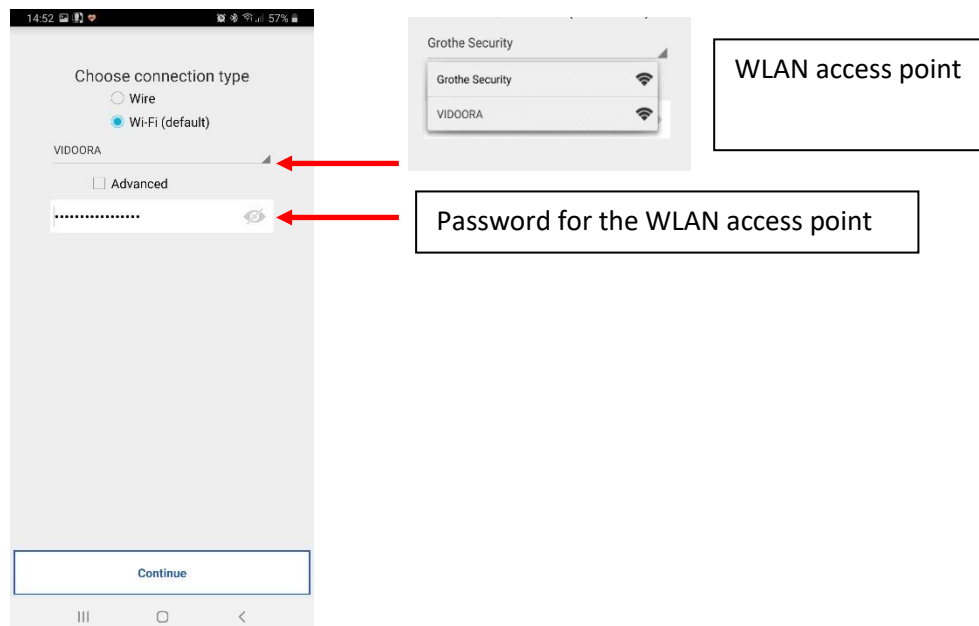 14:52 57%
Choose connection type
Wire
Wi-Fi (default)
VIDOORA
Advanced
•••••••••••••••••
Continue
Grothe Security
Grothe Security
VIDOORA
WLAN access point
Password for the WLAN access point